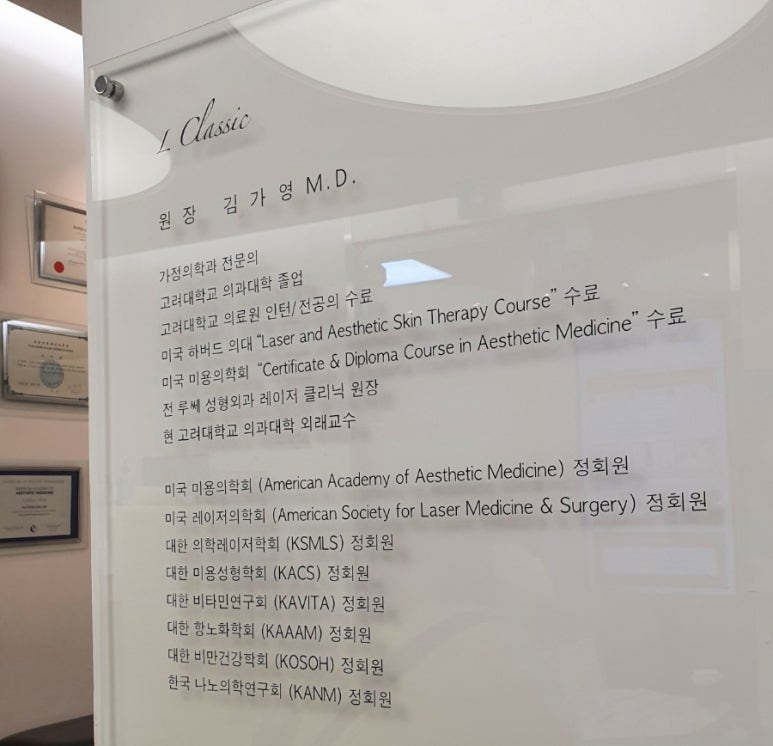 L Classic
원 장 김 가 영 M.D.
가정의학과 전문의
고려대학교 의과대학 졸업
고려대학교 의료원 인턴/전공의 수료
미국 하버드 의대 “Laser and Aesthetic Skin Therapy Course” 수료
미국 미용의학회 “Certificate & Diploma Course in Aesthetic Medicine” 수료
전 루쎄 성형외과 레이저 클리닉 원장
현 고려대학교 의과대학 외래교수
미국 미용의학회 (American Academy of Aesthetic Medicine) 정회원
미국 레이저의학회 (American Society for Laser Medicine & Surgery) 정회원
대한 의학레이저학회 (KSMLS) 정회원
대한 미용성형학회 (KACS) 정회원
대한 비타민연구회 (KAVITA) 정회원
대한 항노화학회 (KAAAM) 정회원
대한 비만건강학회 (KOSOH) 정회원
한국 나노의학연구회 (KANM) 정회원
AESTHETIC MEDICINE